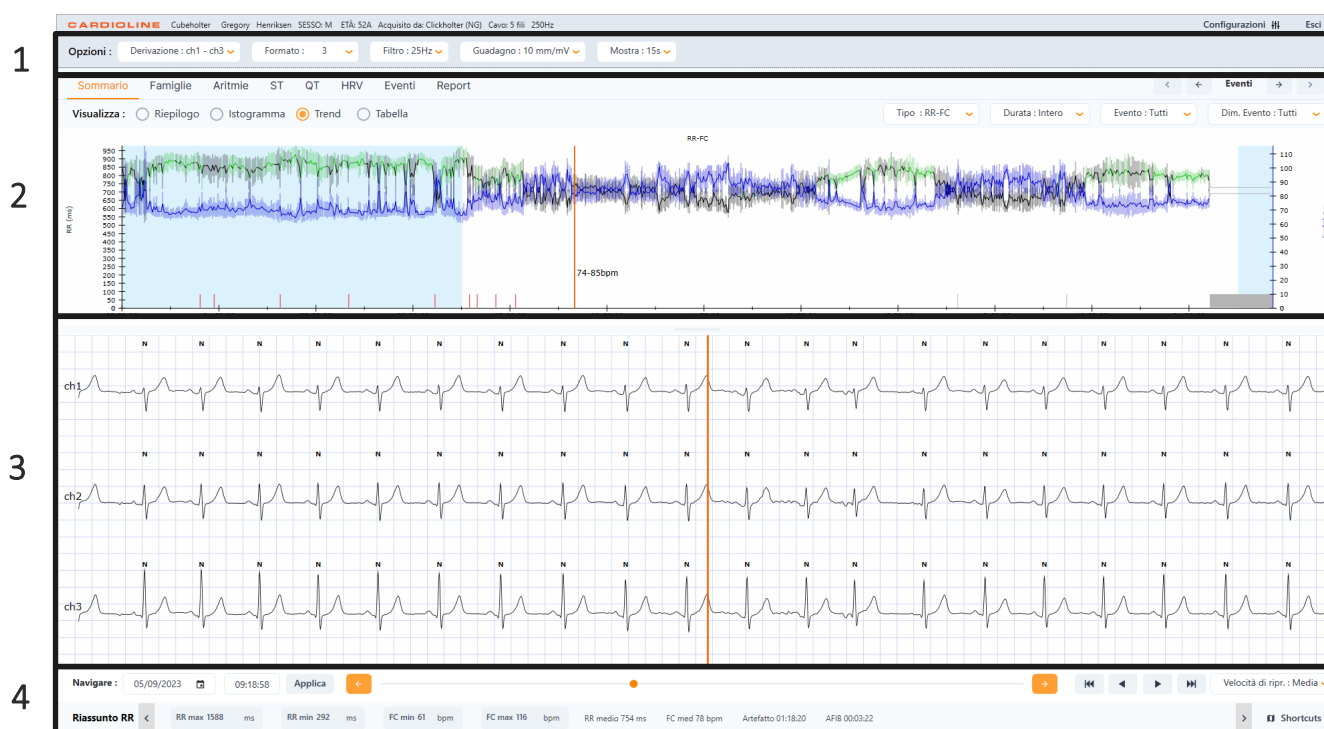 CARDIOLINE Cubeholter Gregory Henriksen SESSO: M ETÀ: 52A Acquisito da: Clickholter (NG) Cavo: 5 fili 250Hz Configurazioni Esci
1
Opzioni : Derivazione : ch1 - ch3 Formato : 3 Filtro : 25Hz Guadagno : 10 mm/mV Mostra : 15s
Sommario Famiglie Aritmie ST QT HRV Eventi Report Eventi
Visualizza : Riepilogo Istogramma Trend Tabella Tipo : RR-FC Durata : Intero Evento : Tutti Dim. Evento : Tutti
RR-FC
2
RR (ms)
950
900
850
800
750
700
650
600
550
500
450
400
350
300
250
200
150
100
50
0
74-85bpm
110
100
90
80
70
60
50
40
30
20
10
0
3
N N N N N N N N N N N N N N N N N N N N
ch1
N N N N N N N N N N N N N N N N N N N N
ch2
N N N N N N N N N N N N N N N N N N N N
ch3
4
Navigare : 05/09/2023 09:18:58 Applica Velocità di ripr. : Media
Riassunto RR RR max 1588 ms RR min 292 ms FC min 61 bpm FC max 116 bpm RR medio 754 ms FC med 78 bpm Artefatto 01:18:20 AFIB 00:03:22 Shortcuts